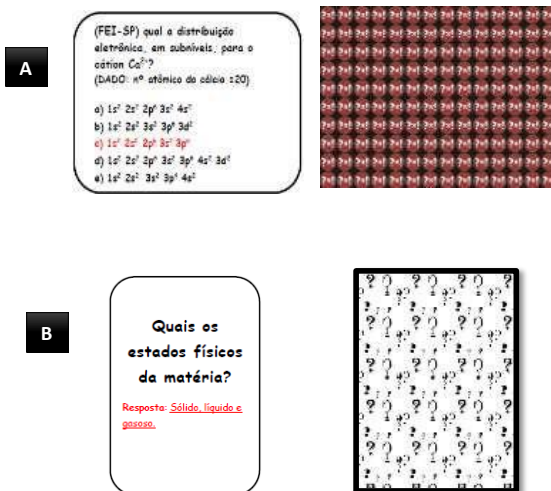 A
(FEI-SP) qual a distribuição
eletrônica, em subníveis, para o
cátion Ca²⁺?
(DADO: nº atômico do cálcio =20)
a) 1s² 2s² 2p⁶ 3s² 4s²
b) 1s² 2s² 3s² 3p⁶ 3d²
c) 1s² 2s² 2p⁶ 3s² 3p⁶
d) 1s² 2s² 2p⁶ 3s² 3p⁶ 4s² 3d²
e) 1s² 2s² 3s² 3p⁶ 4s²
B
Quais os
estados físicos
da matéria?
Resposta: Sólido, líquido e
gasoso.